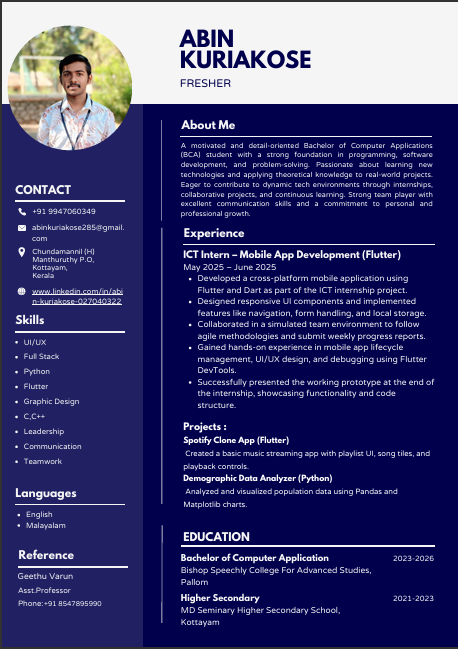 ABIN
KURIAKOSE
FRESHER
CONTACT
+91 9947060349
abinkuriakose285@gmail.
com
Chundamannil (H)
Manthuruthy P.O,
Kottayam,
Kerala
www.linkedin.com/in/abi
n-kuriakose-027040322
Skills
UI/UX
Full Stack
Python
Flutter
Graphic Design
C,C++
Leadership
Communication
Teamwork
Languages
English
Malayalam
Reference
Geethu Varun
Asst.Professor
Phone:+91 8547895990
About Me
A motivated and detail-oriented Bachelor of Computer Applications
(BCA) student with a strong foundation in programming, software
development, and problem-solving. Passionate about learning new
technologies and applying theoretical knowledge to real-world projects.
Eager to contribute to dynamic tech environments through internships,
collaborative projects, and continuous learning. Strong team player with
excellent communication skills and a commitment to personal and
professional growth.
Experience
ICT Intern – Mobile App Development (Flutter)
May 2025 – June 2025
Developed a cross-platform mobile application using
Flutter and Dart as part of the ICT internship project.
Designed responsive UI components and implemented
features like navigation, form handling, and local storage.
Collaborated in a simulated team environment to follow
agile methodologies and submit weekly progress reports.
Gained hands-on experience in mobile app lifecycle
management, UI/UX design, and debugging using Flutter
DevTools.
Successfully presented the working prototype at the end of
the internship, showcasing functionality and code
structure.
Projects :
Spotify Clone App (Flutter)
Created a basic music streaming app with playlist UI, song tiles, and
playback controls.
Demographic Data Analyzer (Python)
Analyzed and visualized population data using Pandas and
Matplotlib charts.
EDUCATION
Bachelor of Computer Application 2023-2026
Bishop Speechly College For Advanced Studies,
Pallom
Higher Secondary 2021-2023
MD Seminary Higher Secondary School,
Kottayam